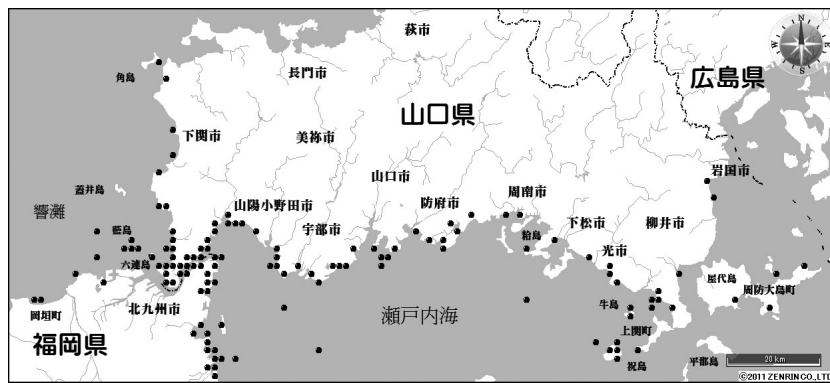 萩市
N
W
E
S
広島県
角島
長門市
山口県
下関市
美祢市
岩国市
蓋井島
山口市
周南市
響灘
山陽小野田市
防府市
藍島
宇部市
下松市
柳井市
笠島
光市
六連島
屋代島
周防大島町
岡垣町
北九州市
瀬戸内海
牛島
上関町
福岡県
祝島
平郡島
20 km
©2011 ZENRIN CO.,LTD